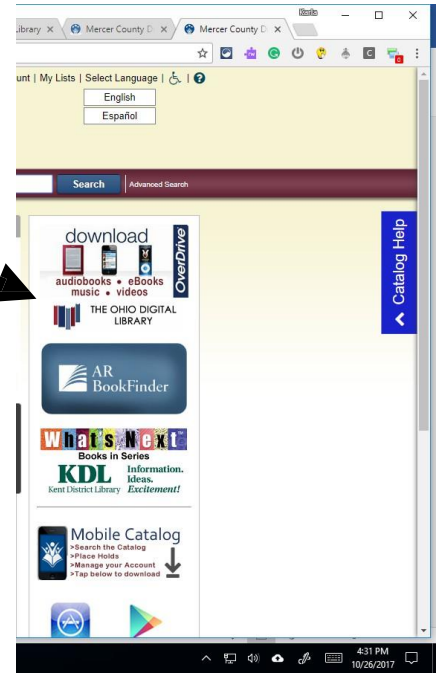 Library
Mercer County D
Mercer County D
Karla
unt | My Lists | Select Language |
English
Español
Search
Advanced Search
download
OverDrive
audiobooks • eBooks
music • videos
THE OHIO DIGITAL
LIBRARY
Catalog Help
AR
BookFinder
What's Next
Books in Series
KDL
Kent District Library
Information.
Ideas.
Excitement!
Mobile Catalog
>Search the Catalog
>Place Holds
>Manage your Account
>Tap below to download
4:31 PM
10/26/2017